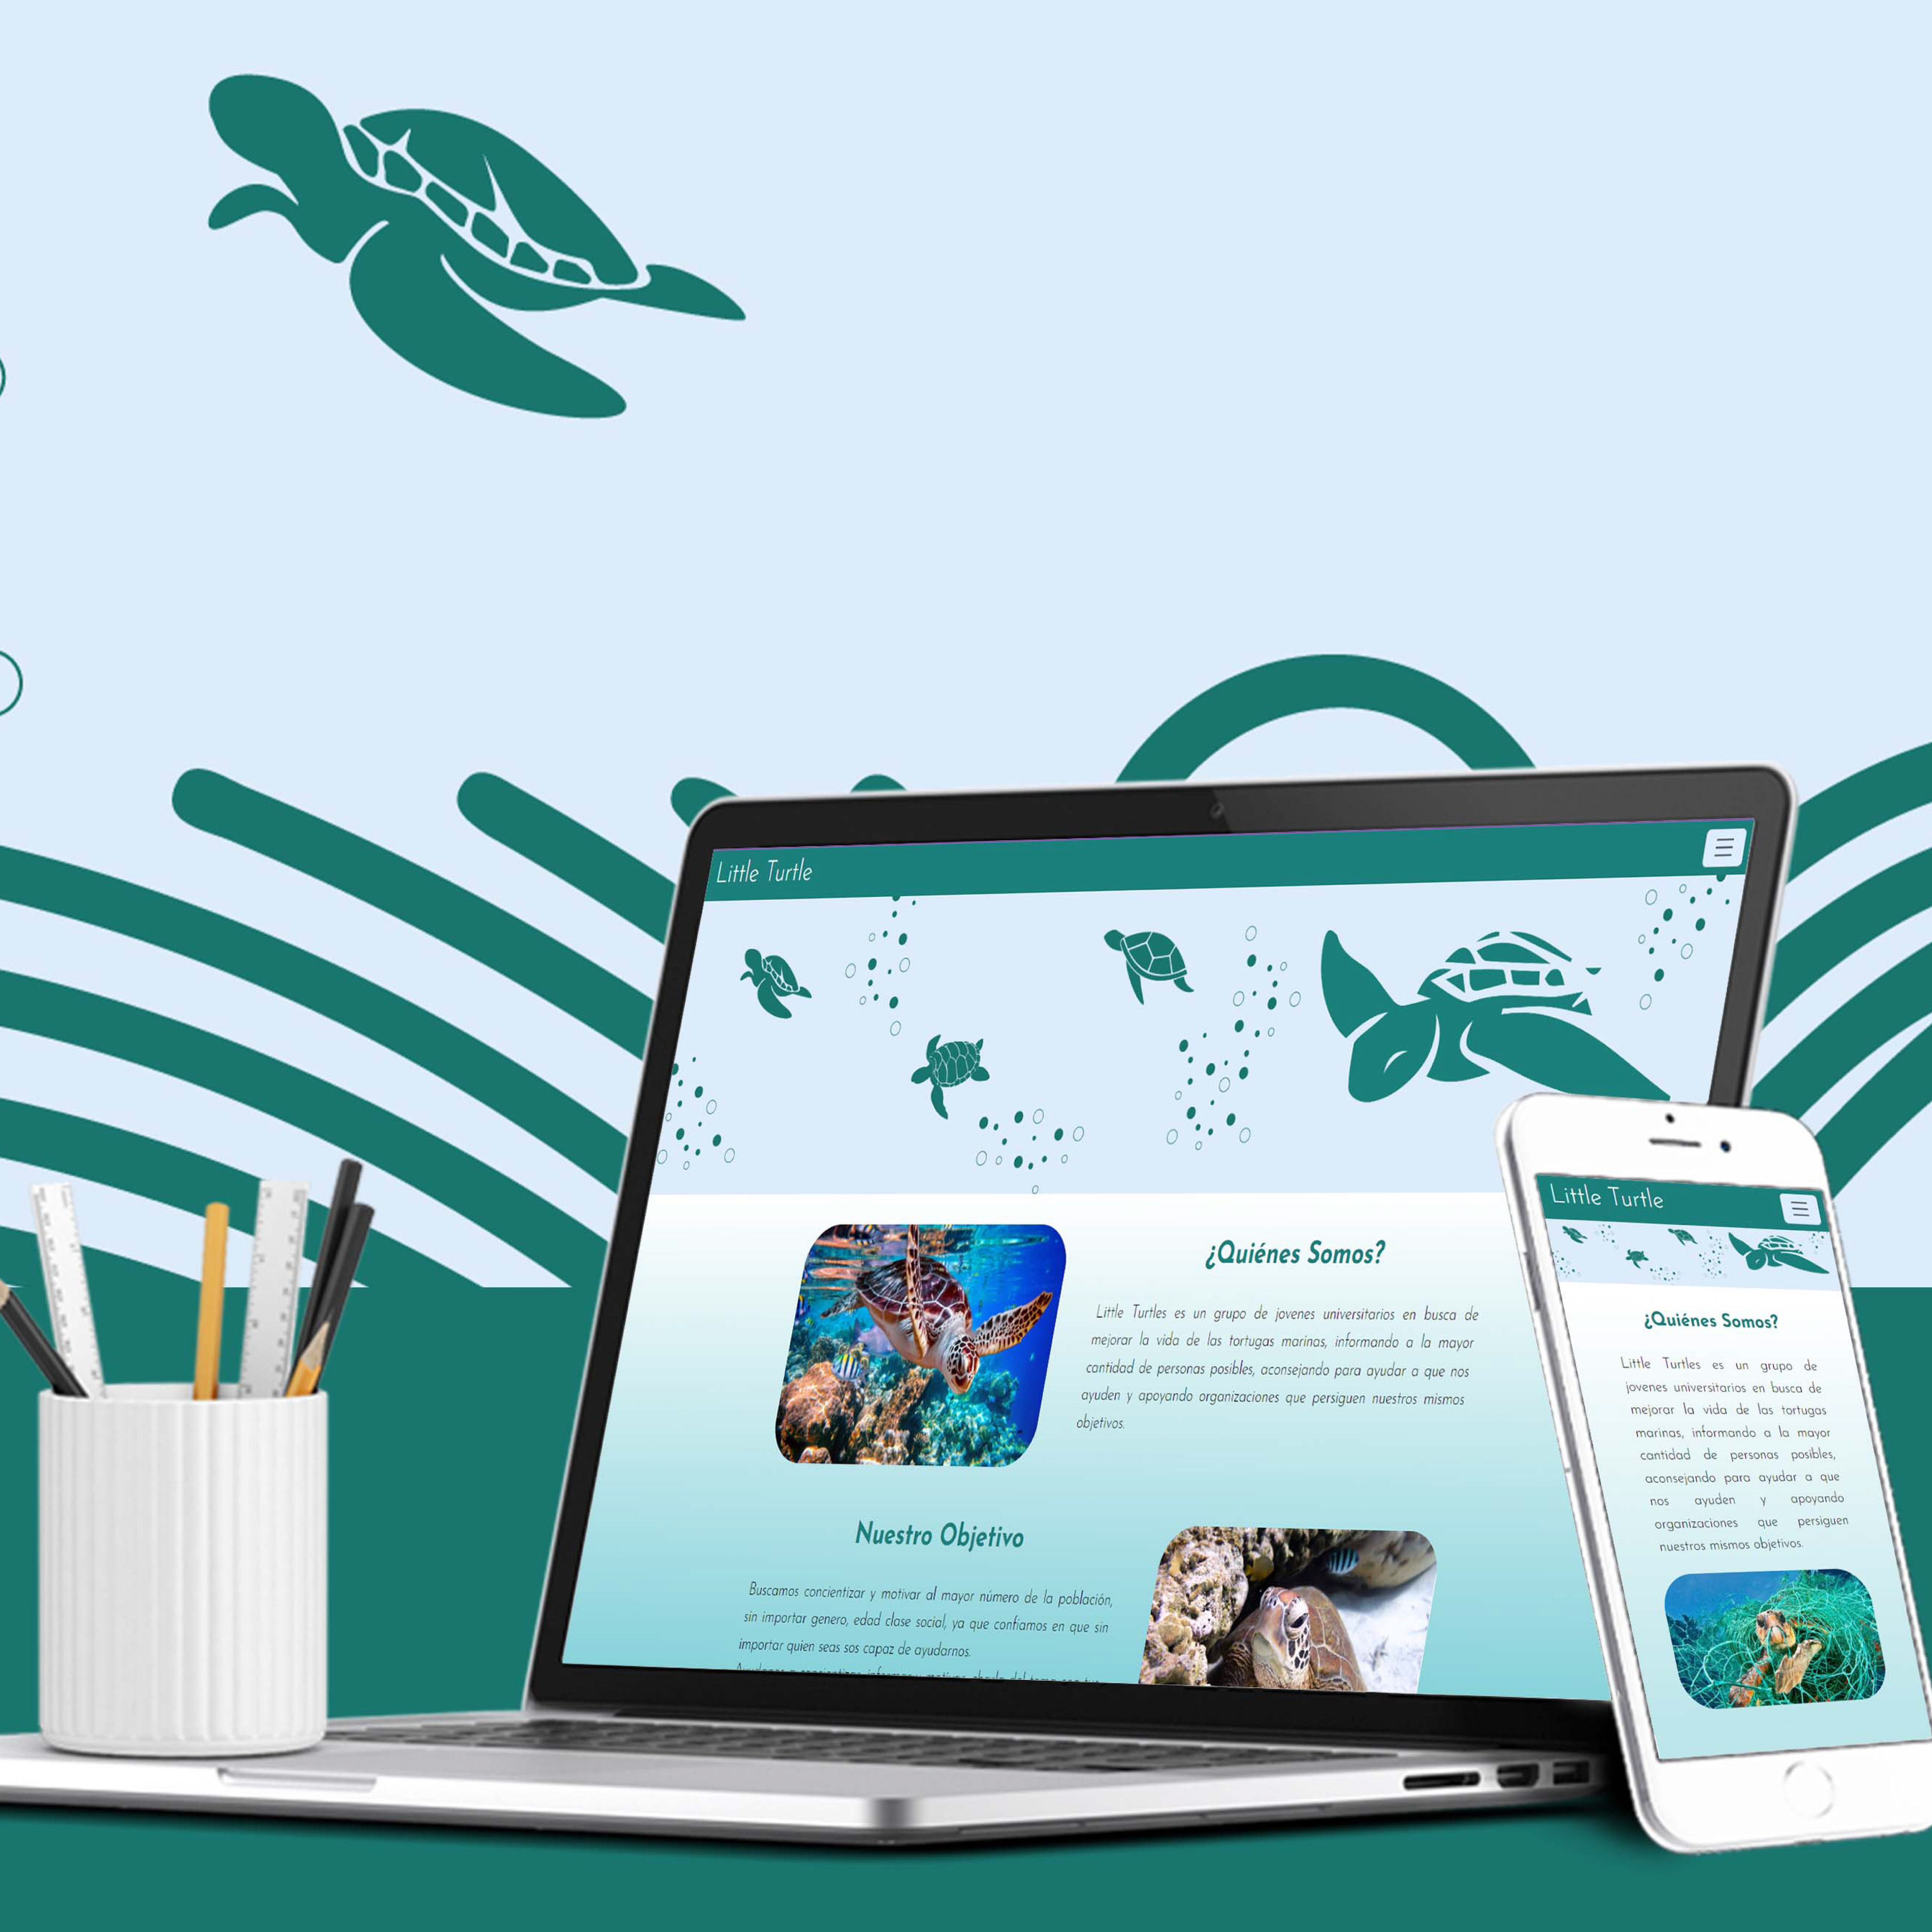 Little Turtle
¿Quiénes Somos?
Little Turtles es un grupo de jovenes universitarios en busca de
mejorar la vida de las tortugas marinas, informando a la mayor
cantidad de personas posibles, aconsejando para ayudar a que nos
ayuden y apoyando organizaciones que persiguen nuestros mismos
objetivos.
Nuestro Objetivo
Buscamos concientizar y motivar al mayor número de la población,
sin importar genero, edad clase social, ya que confiamos en que sin
importar quien seas sos capaz de ayudarnos.
Little Turtle
¿Quiénes Somos?
Little Turtles es un grupo de
jovenes universitarios en busca de
mejorar la vida de las tortugas
marinas, informando a la mayor
cantidad de personas posibles,
aconsejando para ayudar a que
nos ayuden y apoyando
organizaciones que persiguen
nuestros mismos objetivos.